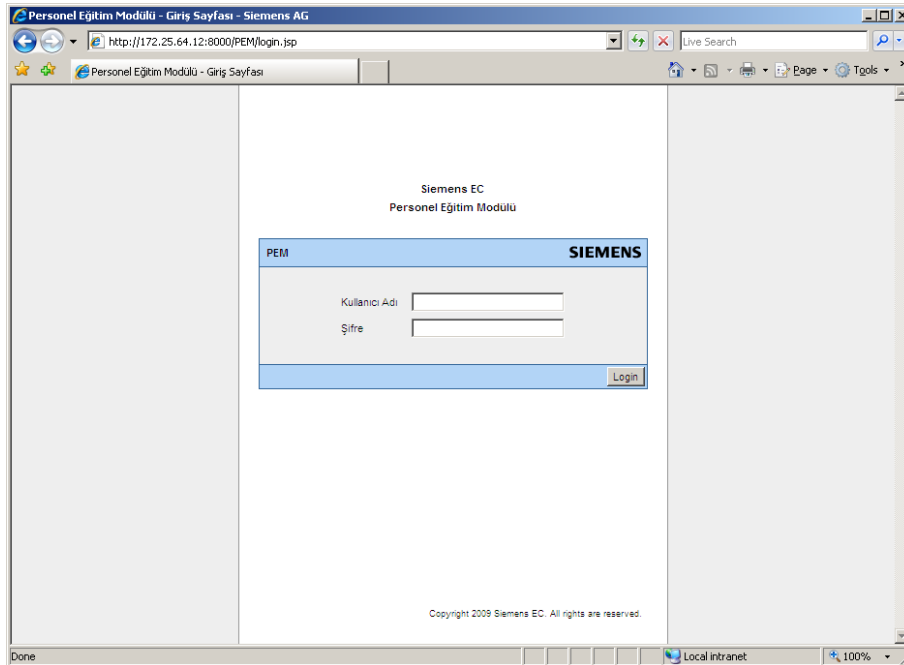 Personel Eğitim Modülü - Giriş Sayfası - Siemens AG
http://172.25.64.12:8000/PEM/login.jsp
Live Search
Personel Eğitim Modülü - Giriş Sayfası
Page
Tools
Siemens EC
Personel Eğitim Modülü
PEM
SIEMENS
Kullanıcı Adı
Şifre
Login
Copyright 2009 Siemens EC. All rights are reserved.
Done
Local intranet
100%